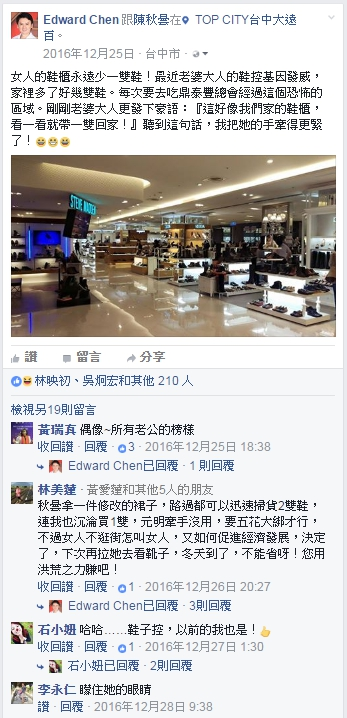 Edward Chen 跟陳秋曇在 TOP CITY台中大遠
百。
2016年12月25日 · 台中市 ·
女人的鞋櫃永遠少一雙鞋！最近老婆大人的鞋控基因發威，
家裡多了好幾雙鞋。每次要去吃鼎泰豐總會經過這個恐怖的
區域。剛剛老婆大人更發下豪語：『這好像我們家的鞋櫃，
看一看就帶一雙回家！』聽到這句話，我把她的手牽得更緊
了！
STEVE MADDEN
讚 留言 分享
林映初、吳炯宏和其他 210 人
檢視另19則留言
黃瑞真 偶像~所有老公的榜樣
收回讚 · 回覆 · 3 · 2016年12月25日 18:38
Edward Chen已回覆 · 1 則回覆
林美蓮 · 黃愛薩和其他5人的朋友
秋曇拿一件修改的裙子，路過都可以迅速掃貨2雙鞋，
連我也沉淪買1雙，元明牽手沒用，要五花大綁才行，
不過女人不逛街怎叫女人，又如何促進經濟發展，決定
了，下次再拉她去看靴子，冬天到了，不能省呀！您用
洪荒之力賺吧！
收回讚 · 回覆 · 1 · 2016年12月26日 20:27
Edward Chen已回覆 · 3則回覆
石小妞 哈哈……鞋子控，以前的我也是！
收回讚 · 回覆 · 1 · 2016年12月27日 1:30
石小妞已回覆 · 2則回覆
李永仁 矇住她的眼睛
讚 · 回覆 · 2016年12月28日 9:38